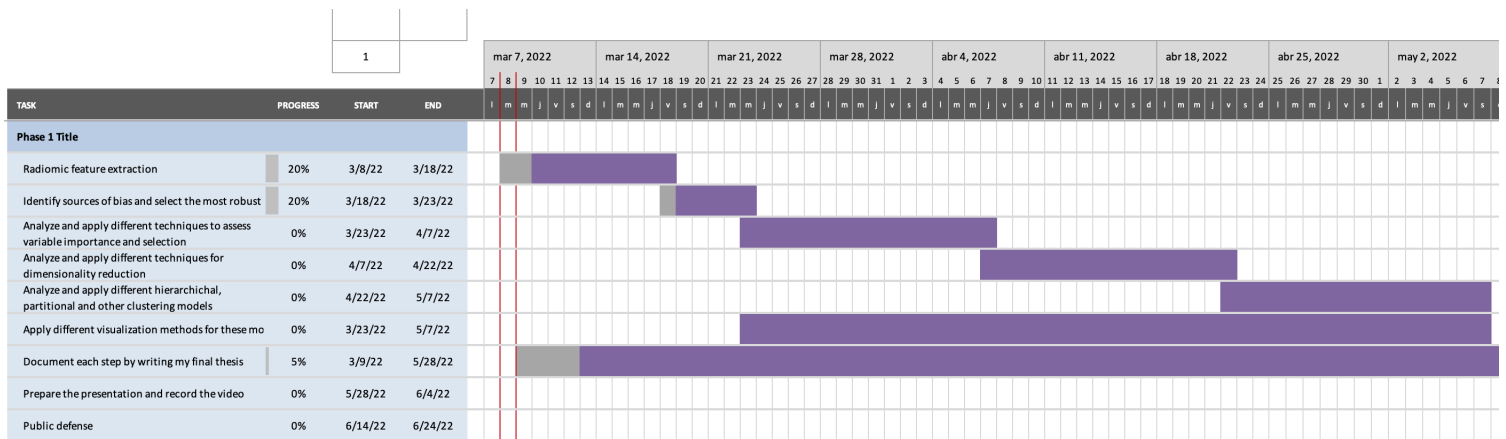 1
mar 7, 2022 mar 14, 2022 mar 21, 2022 mar 28, 2022 abr 4, 2022 abr 11, 2022 abr 18, 2022 abr 25, 2022 may 2, 2022
7 8 9 10 11 12 13 14 15 16 17 18 19 20 21 22 23 24 25 26 27 28 29 30 31 1 2 3 4 5 6 7 8 9 10 11 12 13 14 15 16 17 18 19 20 21 22 23 24 25 26 27 28 29 30 1 2 3 4 5 6 7 8
TASK PROGRESS START END l m m j v s d l m m j v s d l m m j v s d l m m j v s d l m m j v s d l m m j v s d l m m j v s d l m m j v s d l m m j v s
Phase 1 Title
Radiomic feature extraction 20% 3/8/22 3/18/22
Identify sources of bias and select the most robust 20% 3/18/22 3/23/22
Analyze and apply different techniques to assess
variable importance and selection 0% 3/23/22 4/7/22
Analyze and apply different techniques for
dimensionality reduction 0% 4/7/22 4/22/22
Analyze and apply different hierarchichal,
partitional and other clustering models 0% 4/22/22 5/7/22
Apply different visualization methods for these mo 0% 3/23/22 5/7/22
Document each step by writing my final thesis 5% 3/9/22 5/28/22
Prepare the presentation and record the video 0% 5/28/22 6/4/22
Public defense 0% 6/14/22 6/24/22